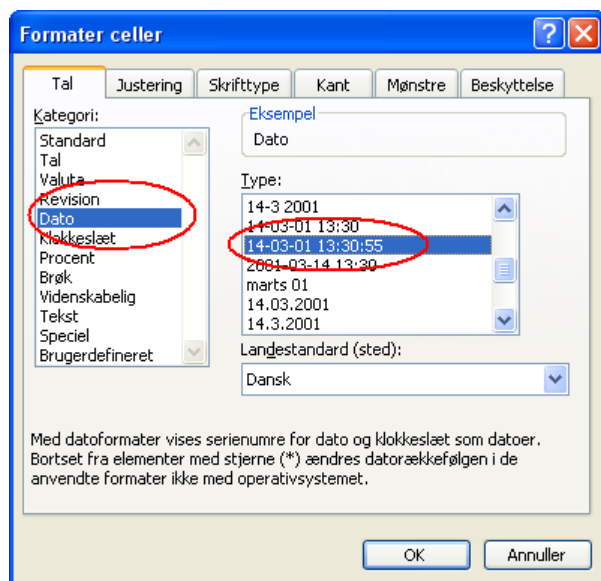 Formater celler
Tal
Justering
Skrifttype
Kant
Mønstre
Beskyttelse
Kategori:
Standard
Tal
Valuta
Revision
Dato
Klokkeslæt
Procent
Brøk
Videnskabelig
Tekst
Speciel
Brugerdefineret
Eksempel
Dato
Type:
14-3 2001
14-03-01 13:30
14-03-01 13:30:55
2001-03-14 13:30
marts 01
14.03.2001
14.3.2001
Landestandard (sted):
Dansk
Med datoformater vises serienumre for dato og klokkeslæt som datoer.
Bortset fra elementer med stjerne (*) ændres datorækkefølgen i de
anvendte formater ikke med operativsystemet.
OK
Annuller